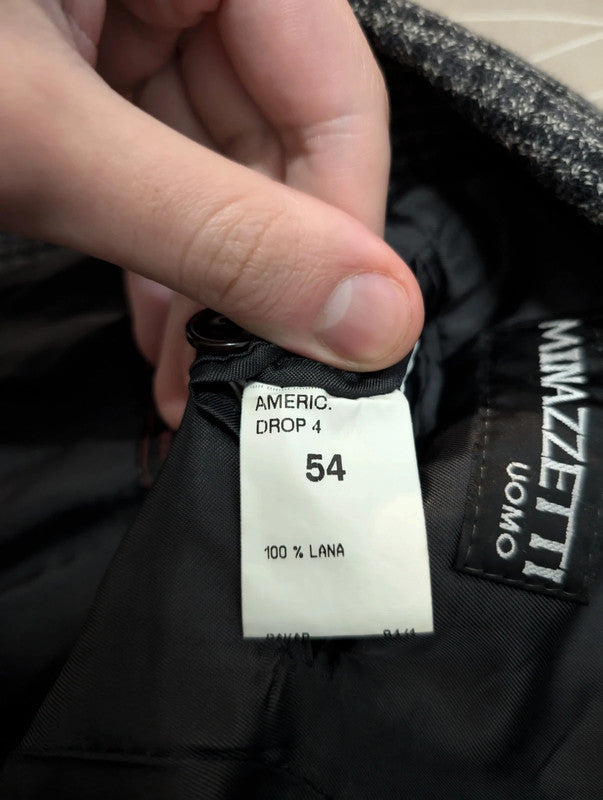 AMERIC.
DROP 4
54
100 % LANA
MINAZZETTI
UOMO